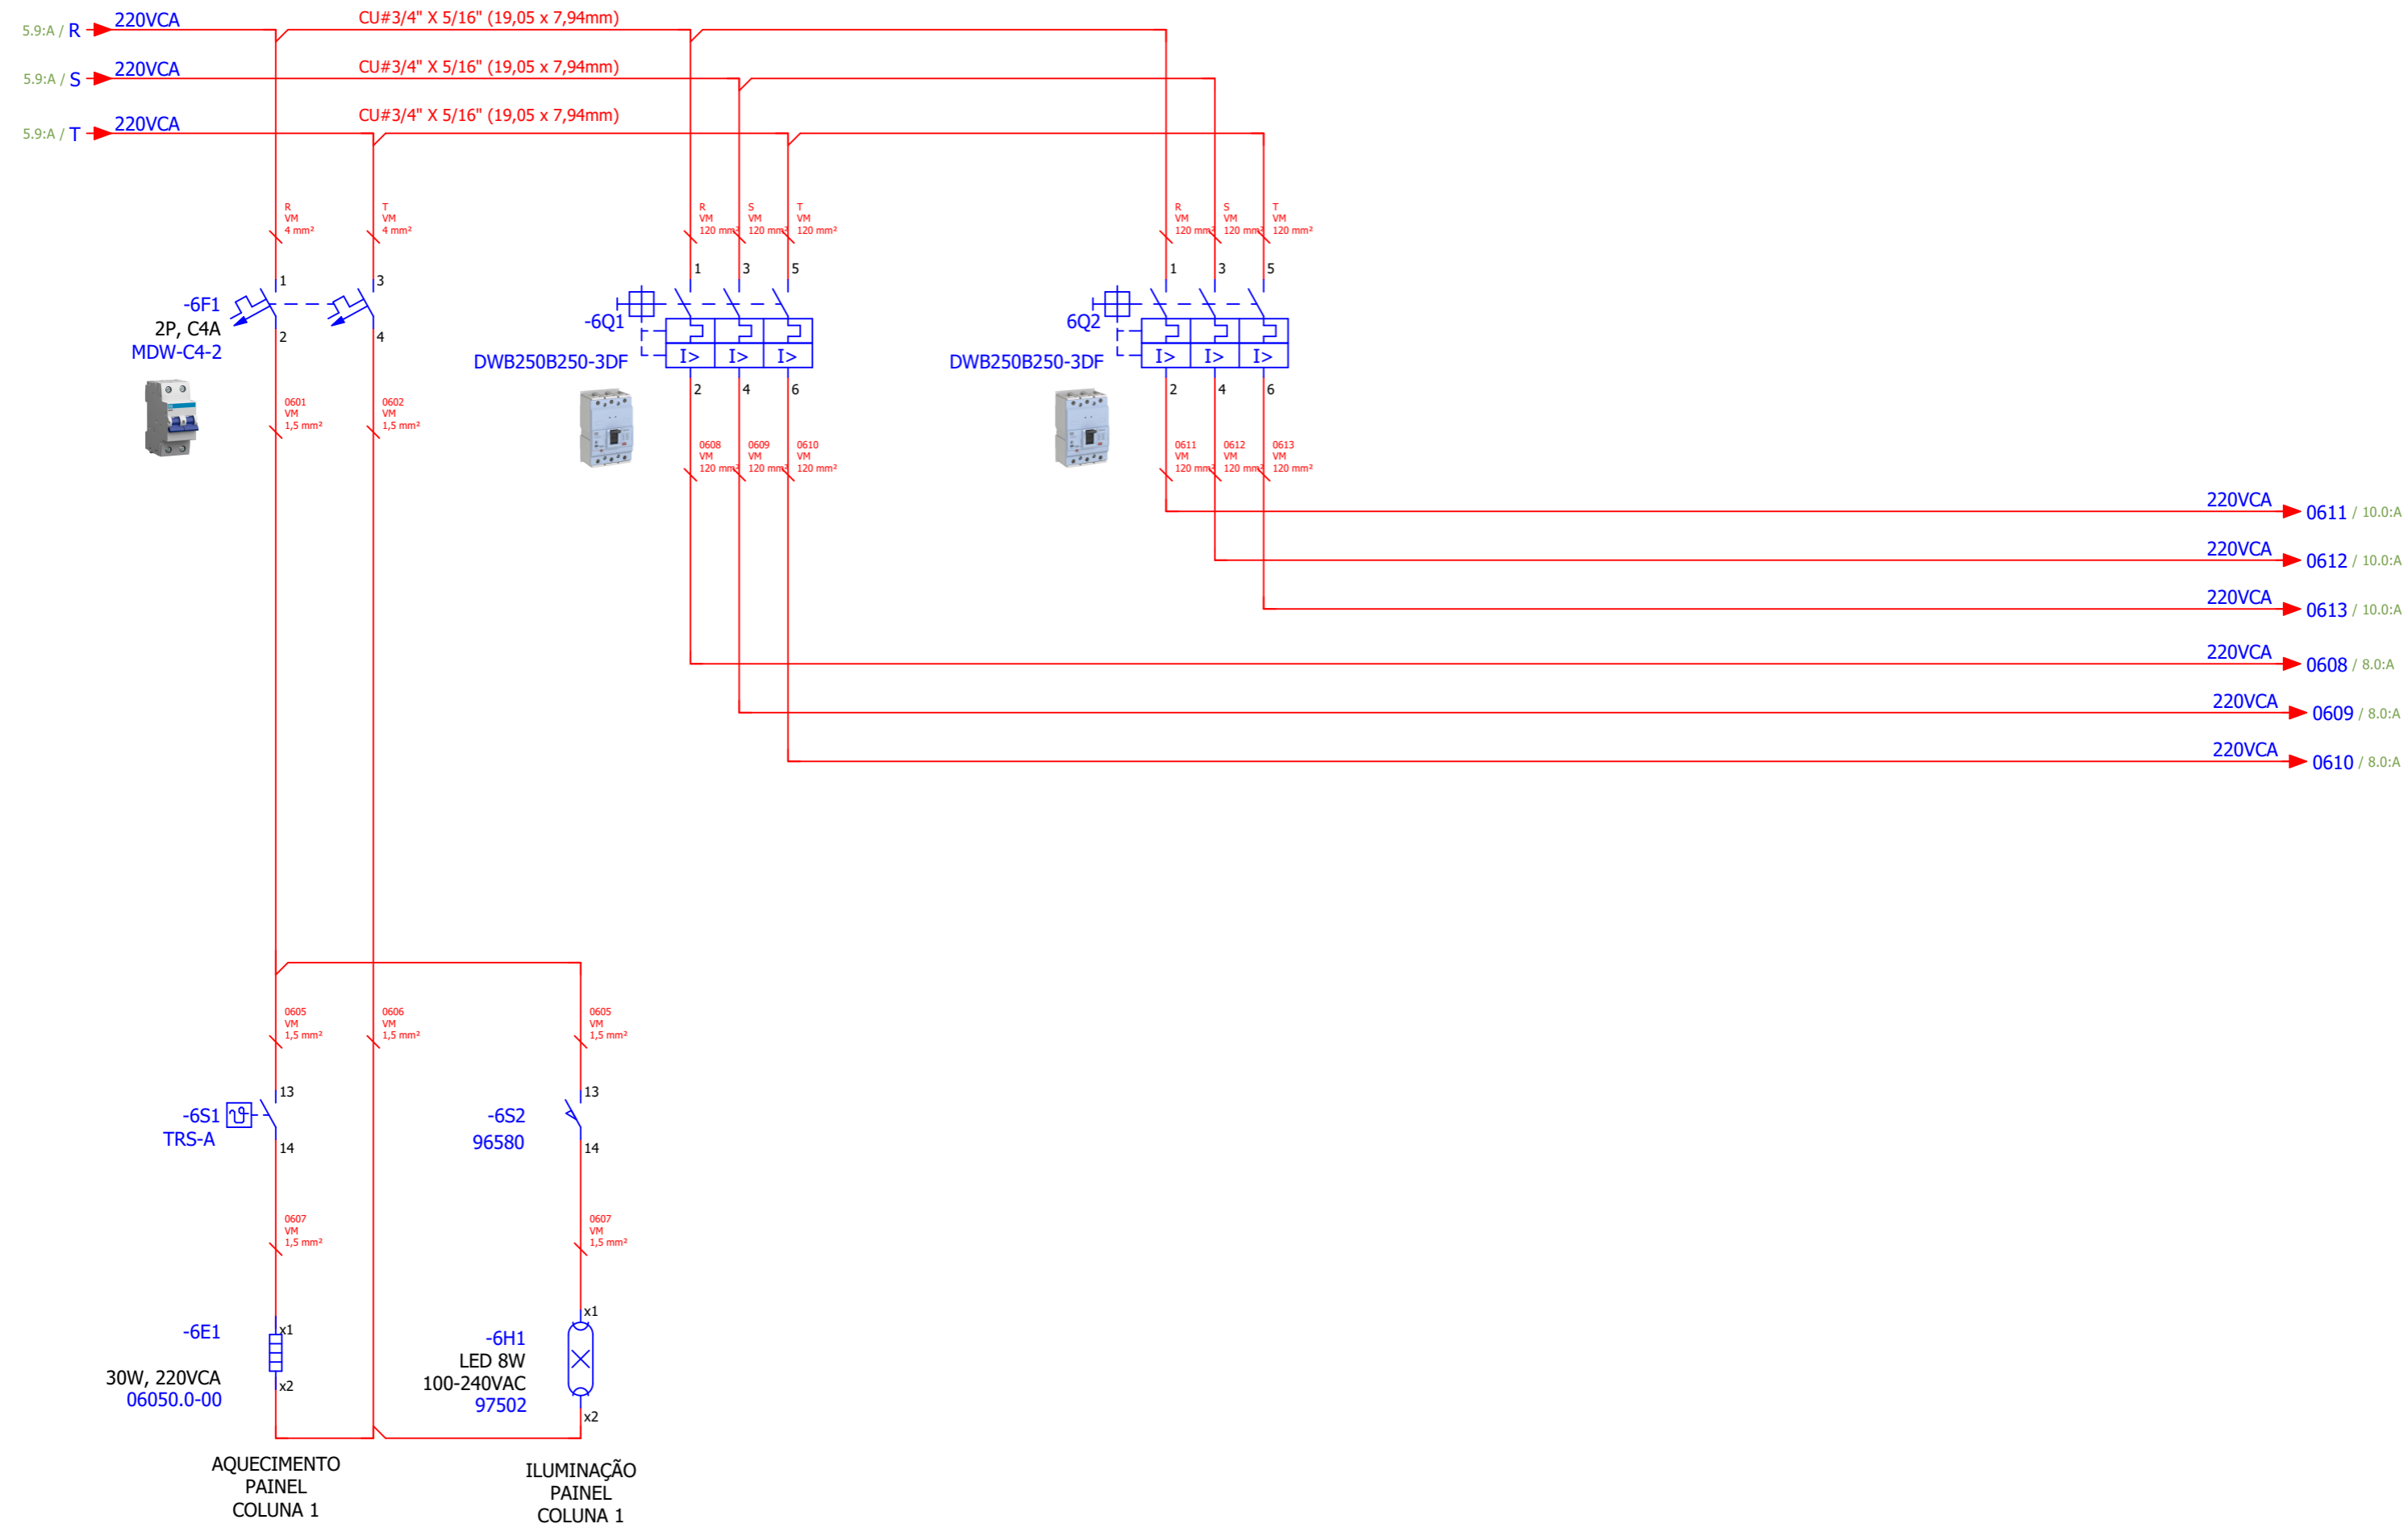 5.9:A / R 220VCA CU#3/4" X 5/16" (19,05 x 7,94mm)
5.9:A / S 220VCA CU#3/4" X 5/16" (19,05 x 7,94mm)
5.9:A / T 220VCA CU#3/4" X 5/16" (19,05 x 7,94mm)
R T R S T R S T
VM VM VM VM VM VM VM VM
4 mm² 4 mm² 120 mm² 120 mm² 120 mm² 120 mm² 120 mm² 120 mm²
1 3 1 3 5 1 3 5
-6F1
2P, C4A
MDW-C4-2
2 4
-6Q1
DWB250B250-3DF
I> I> I>
2 4 6
6Q2
DWB250B250-3DF
I> I> I>
2 4 6
0601 0602
VM VM
1,5 mm² 1,5 mm²
0608 0609 0610 0611 0612 0613
VM VM VM VM VM VM
120 mm² 120 mm² 120 mm² 120 mm² 120 mm² 120 mm²
220VCA 0611 / 10.0:A
220VCA 0612 / 10.0:A
220VCA 0613 / 10.0:A
220VCA 0608 / 8.0:A
220VCA 0609 / 8.0:A
220VCA 0610 / 8.0:A
0605 0606 0605
VM VM VM
1,5 mm² 1,5 mm² 1,5 mm²
13 13
-6S1 -6S2
TRS-A 96580
14 14
0607 0607
VM VM
1,5 mm² 1,5 mm²
-6E1 x1
30W, 220VCA
06050.0-00
x2
x1
-6H1
LED 8W
100-240VAC
97502
x2
AQUECIMENTO
PAINEL
COLUNA 1
ILUMINAÇÃO
PAINEL
COLUNA 1